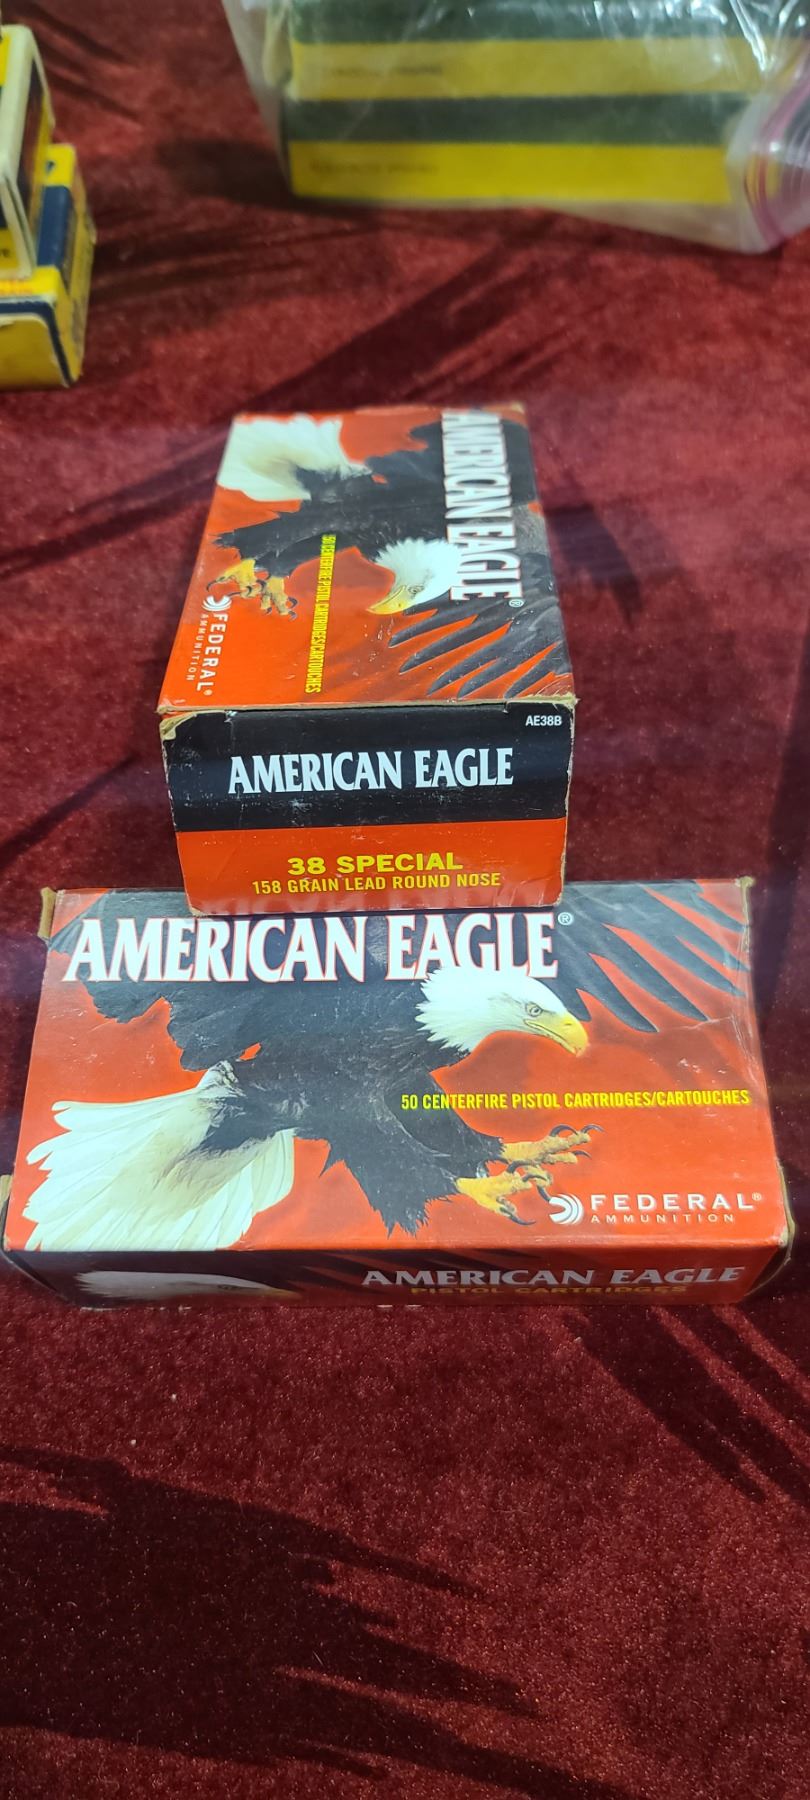 AMERICAN EAGLE®
50 CENTERFIRE PISTOL CARTRIDGES/CARTOUCHES
FEDERAL®
AMMUNITION
AE38B
AMERICAN EAGLE
38 SPECIAL
158 GRAIN LEAD ROUND NOSE
AMERICAN EAGLE®
50 CENTERFIRE PISTOL CARTRIDGES/CARTOUCHES
FEDERAL®
AMMUNITION
AMERICAN EAGLE
PISTOL CARTRIDGES